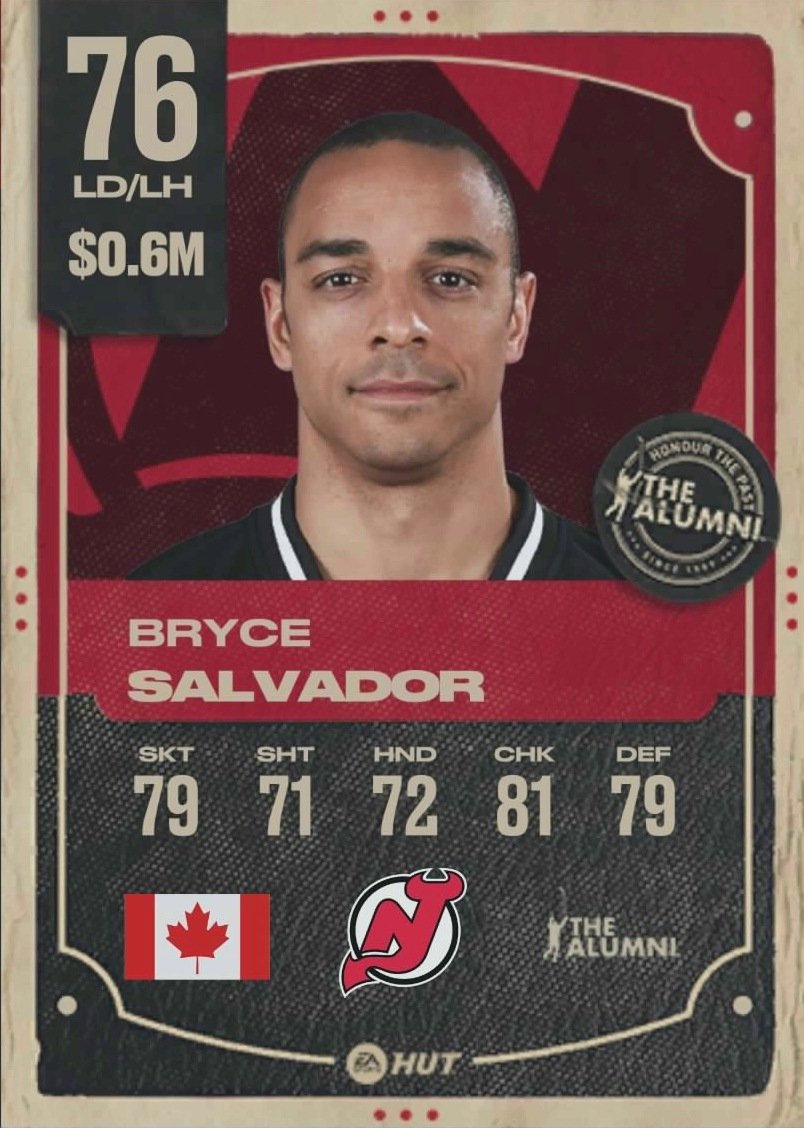 76
LD/LH
$0.6M
HONOUR THE PAST
THE
ALUMNI
BRYCE
SALVADOR
SKT SHT HND CHK DEF
79 71 72 81 79
THE
ALUMNI
EA HUT